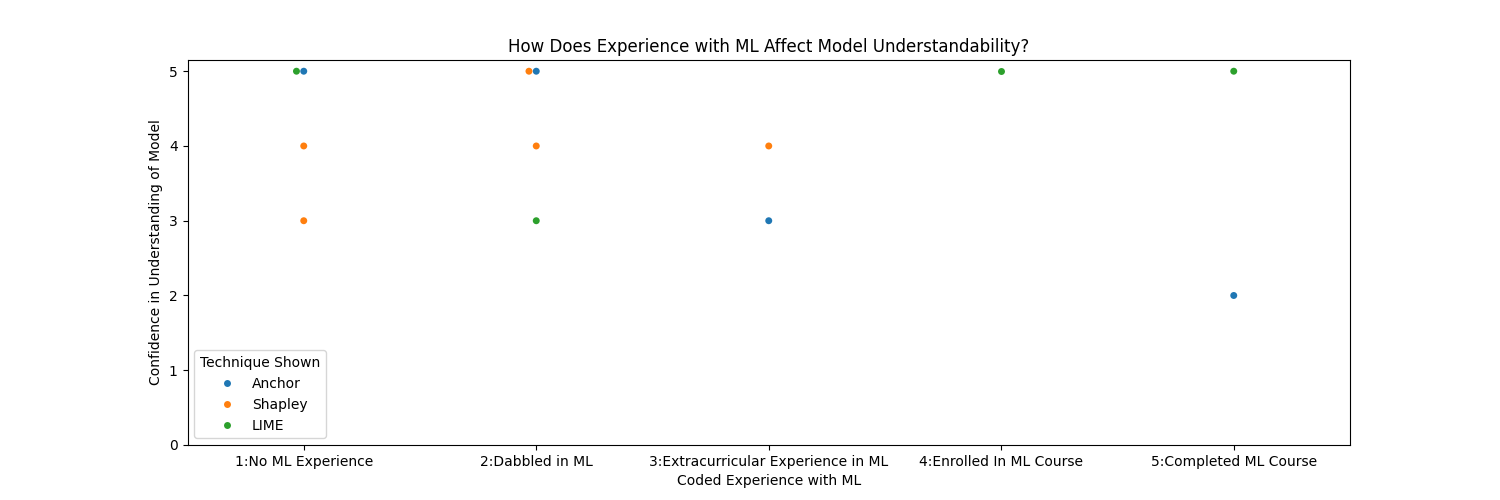 How Does Experience with ML Affect Model Understandability?
Confidence in Understanding of Model
5
4
3
2
1
0
Technique Shown
Anchor
Shapley
LIME
1:No ML Experience
2:Dabbled in ML
3:Extracurricular Experience in ML
4:Enrolled In ML Course
5:Completed ML Course
Coded Experience with ML